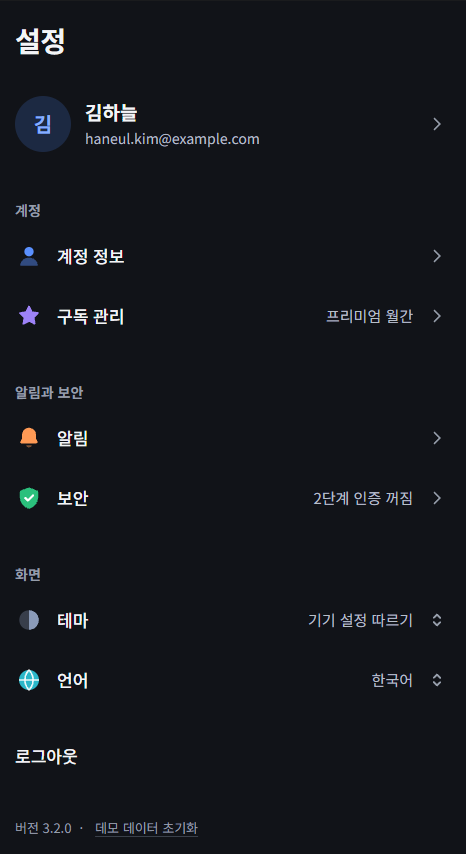 설정
김
김하늘
haneul.kim@example.com
계정
계정 정보
구독 관리 프리미엄 월간
알림과 보안
알림
보안 2단계 인증 꺼짐
화면
테마 기기 설정 따르기
언어 한국어
로그아웃
버전 3.2.0 · 데모 데이터 초기화